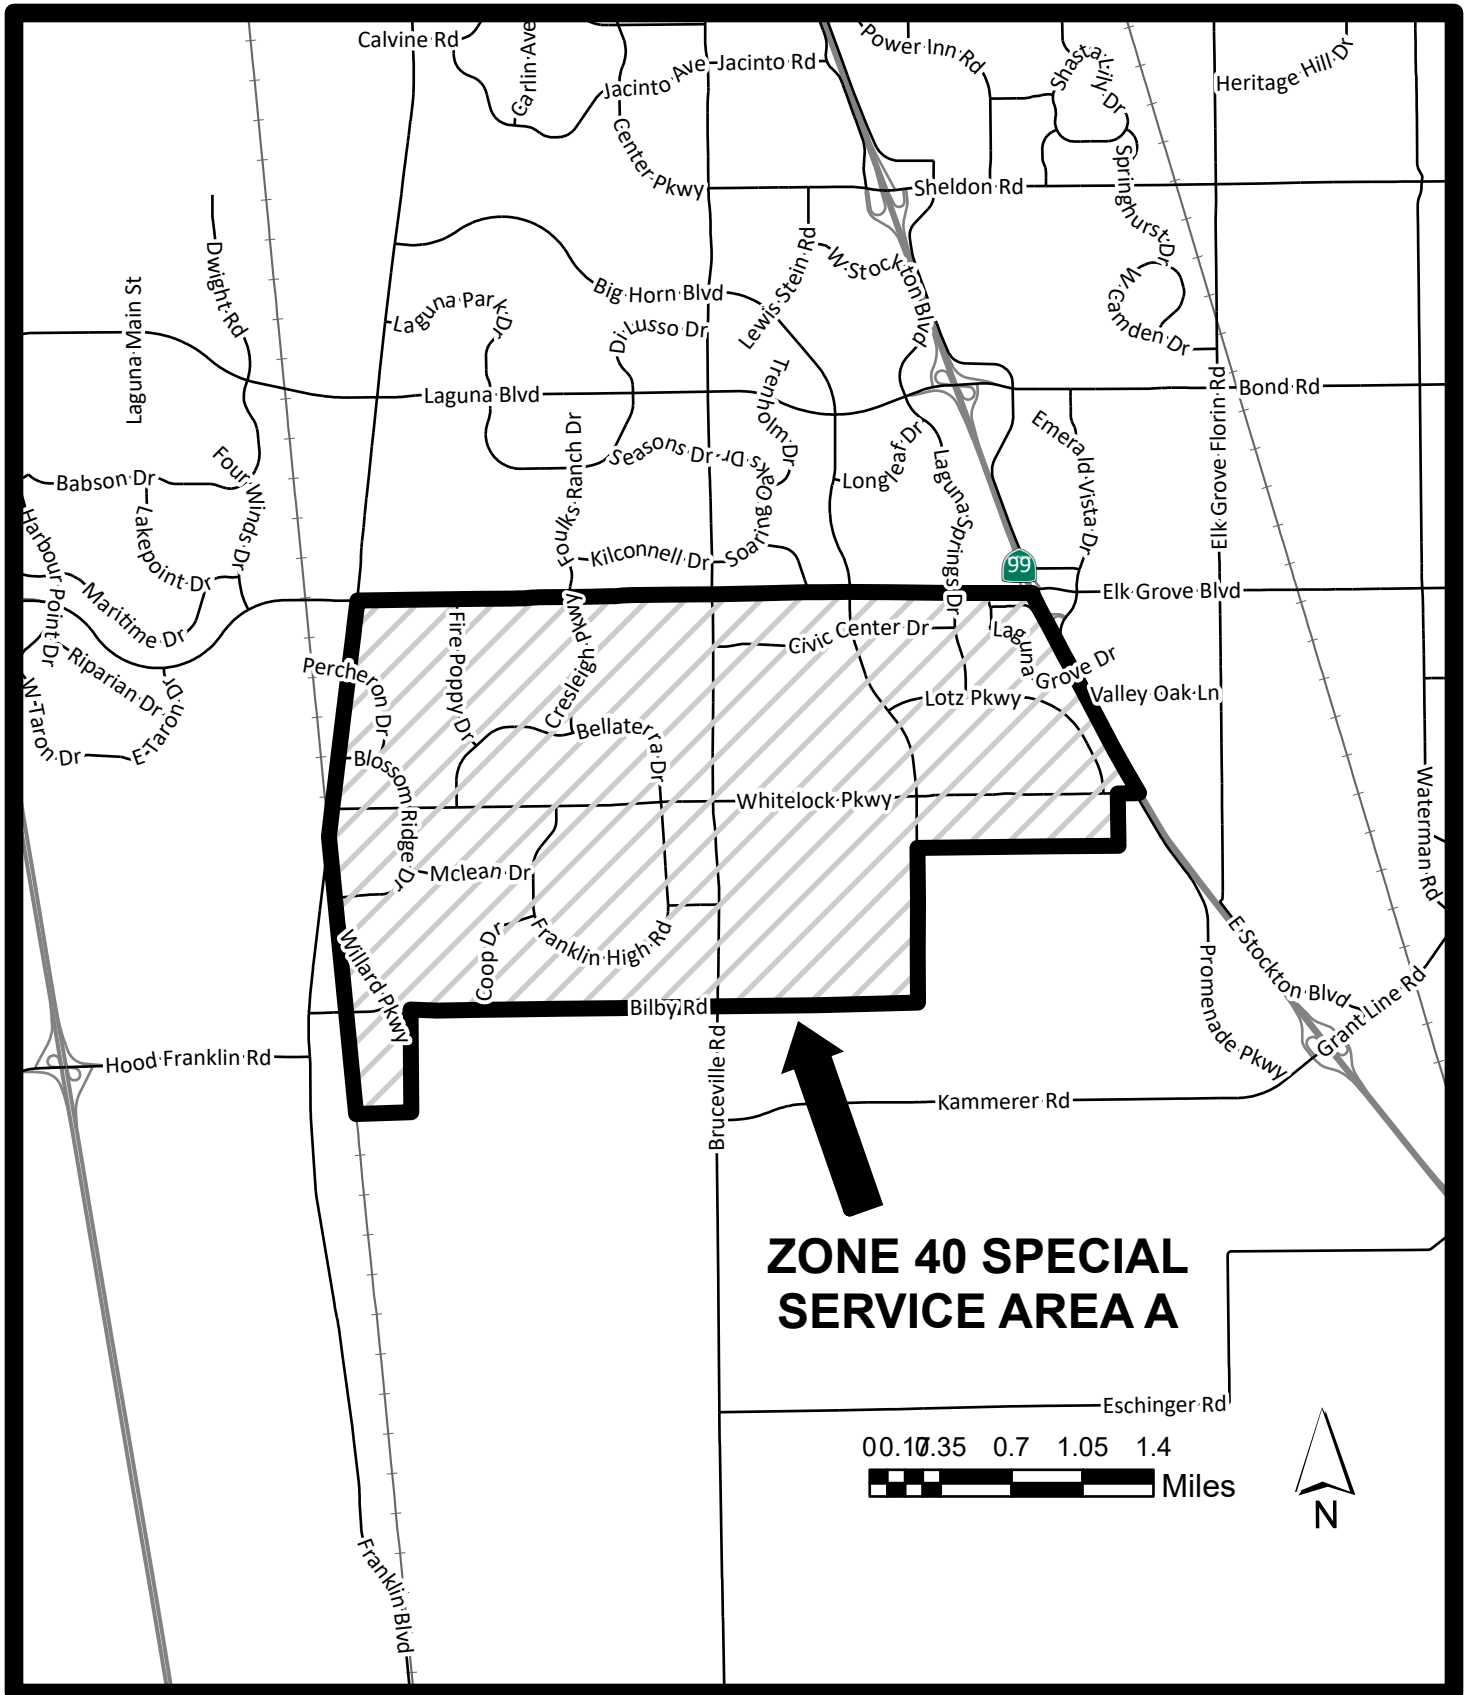 Calvine Rd
Carlin Ave
Jacinto Ave
Jacinto Rd
Power Inn Rd
Shasta Lily Dr
Heritage Hill Dr
Center Pkwy
Sheldon Rd
Springhurst Dr
Dwight Rd
Laguna Main St
Big Horn Blvd
Lewis Stein Rd
W Stockton Blvd
W Camden Dr
Laguna Park Dr
Di Lusso Dr
Trenholm Dr
Laguna Blvd
Bond Rd
Elk Grove Florin Rd
Foulks Ranch Dr
Seasons Dr
Soaring Oaks Dr
Longleaf Dr
Laguna Springs Dr
Emerald Vista Dr
Babson Dr
Four Winds Dr
Lakepoint Dr
Harbour Point Dr
Maritime Dr
Riparian Dr
W Taron Dr
E Taron Dr
Kilconnell Dr
99
Elk Grove Blvd
Percheron Dr
Fire Poppy Dr
Cresleigh Pkwy
Civic Center Dr
Laguna Grove Dr
Lotz Pkwy
Valley Oak Ln
Bellaterra Dr
Blossom Ridge Dr
Whitelock Pkwy
Waterman Rd
Mclean Dr
Coop Dr
Franklin High Rd
Willard Pkwy
Bilby Rd
E Stockton Blvd
Promenade Pkwy
Grant Line Rd
Hood Franklin Rd
Bruceville Rd
Kammerer Rd
ZONE 40 SPECIAL
SERVICE AREA A
Eschinger Rd
0 0.17 0.35 0.7 1.05 1.4
Miles
N
Franklin Blvd